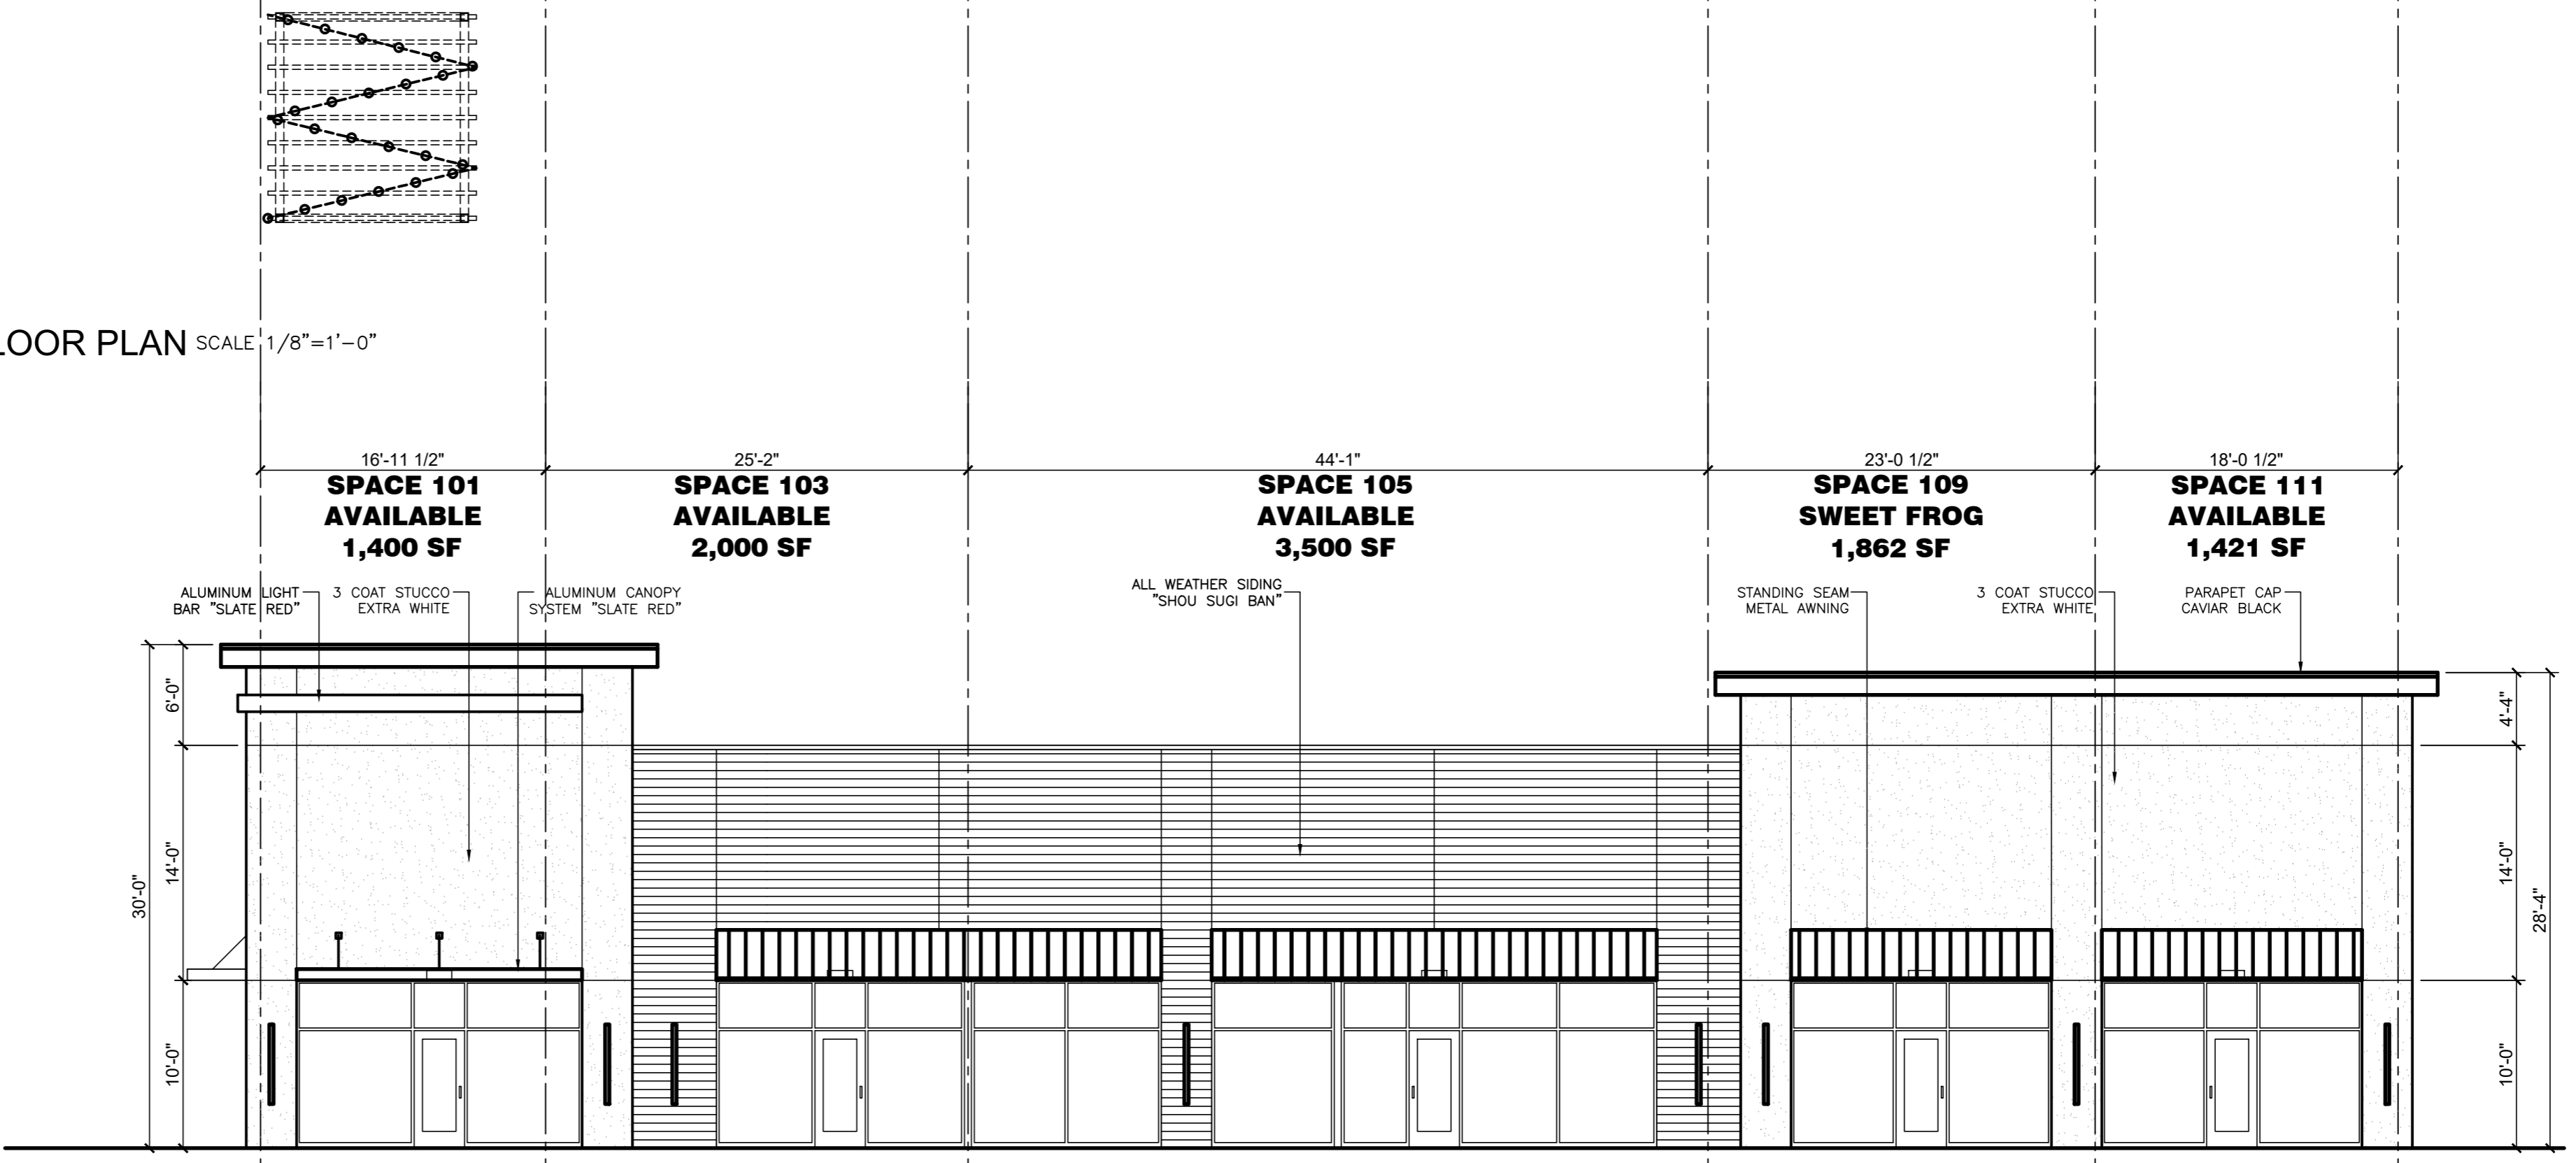 LOOR PLAN SCALE 1/8"=1'-0"
16'-11 1/2"
25'-2"
44'-1"
23'-0 1/2"
18'-0 1/2"
SPACE 101
AVAILABLE
1,400 SF
SPACE 103
AVAILABLE
2,000 SF
SPACE 105
AVAILABLE
3,500 SF
SPACE 109
SWEET FROG
1,862 SF
SPACE 111
AVAILABLE
1,421 SF
ALUMINUM LIGHT
BAR "SLATE RED"
3 COAT STUCCO
EXTRA WHITE
ALUMINUM CANOPY
SYSTEM "SLATE RED"
ALL WEATHER SIDING
"SHOU SUGI BAN"
STANDING SEAM
METAL AWNING
3 COAT STUCCO
EXTRA WHITE
PARAPET CAP
CAVIAR BLACK
30'-0"
6'-0"
14'-0"
10'-0"
4'-4"
14'-0"
10'-0"
28'-4"